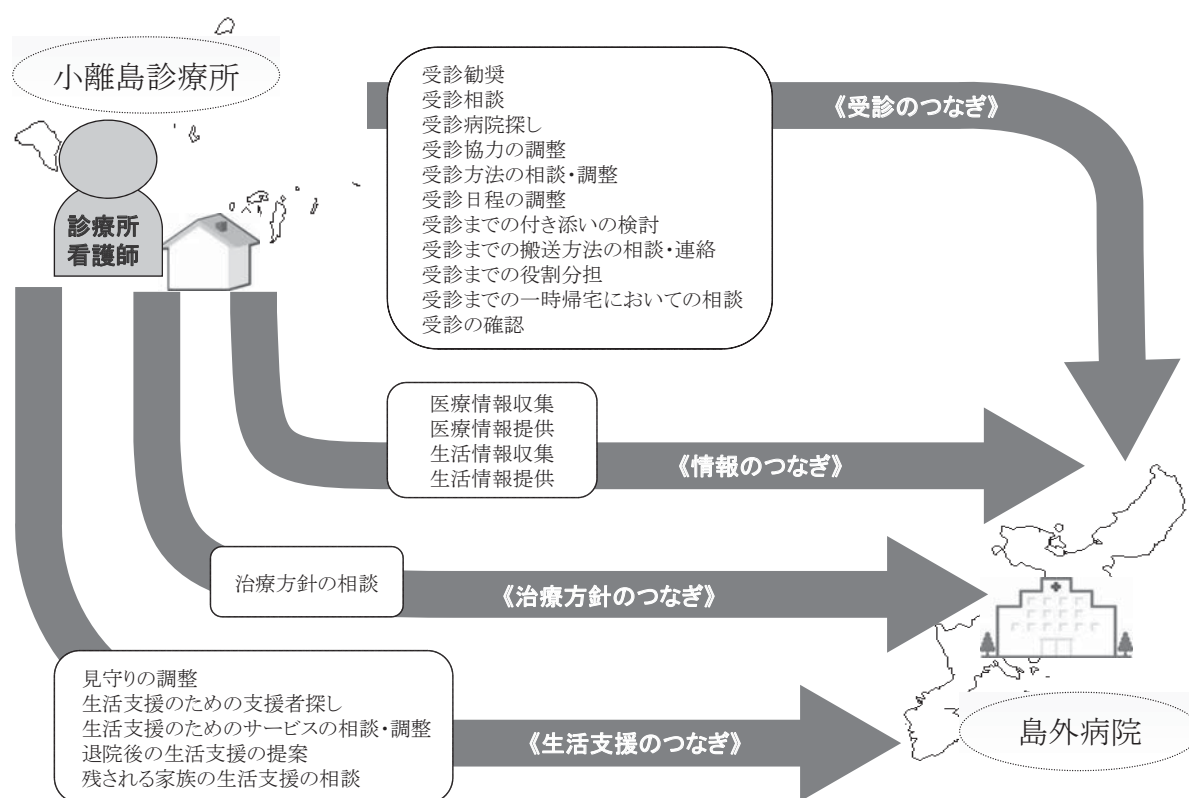 小離島診療所
診療所
看護師
受診勧奨
受診相談
受診病院探し
受診協力の調整
受診方法の相談・調整
受診日程の調整
受診までの付き添いの検討
受診までの搬送方法の相談・連絡
受診までの役割分担
受診までの一時帰宅においての相談
受診の確認
《受診のつなぎ》
医療情報収集
医療情報提供
生活情報収集
生活情報提供
《情報のつなぎ》
治療方針の相談
《治療方針のつなぎ》
見守りの調整
生活支援のための支援者探し
生活支援のためのサービスの相談・調整
退院後の生活支援の提案
残される家族の生活支援の相談
《生活支援のつなぎ》
島外病院